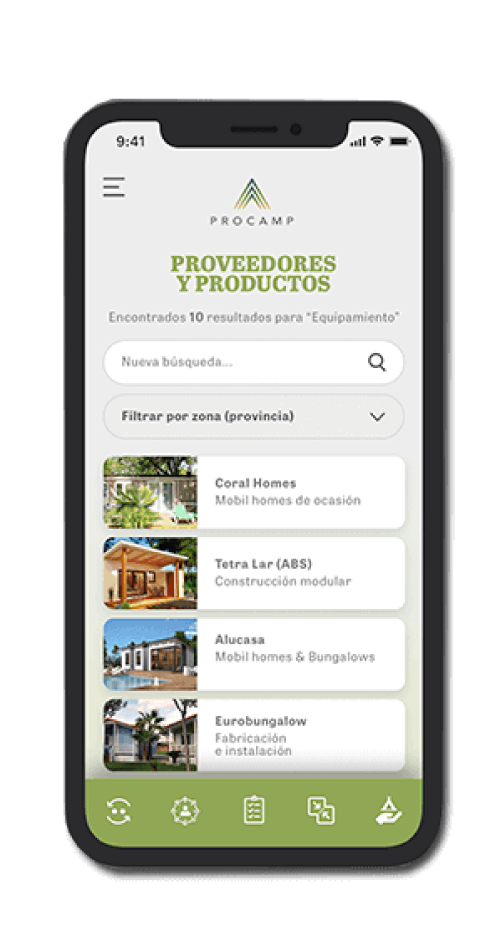 9:41
PROCAMP
PROVEEDORES
Y PRODUCTOS
Encontrados 10 resultados para "Equipamiento"
Nueva búsqueda...
Filtrar por zona (provincia)
Coral Homes
Mobil homes de ocasión
Tetra Lar (ABS)
Construcción modular
Alucasa
Mobil homes & Bungalows
Eurobungalow
Fabricación
e instalación